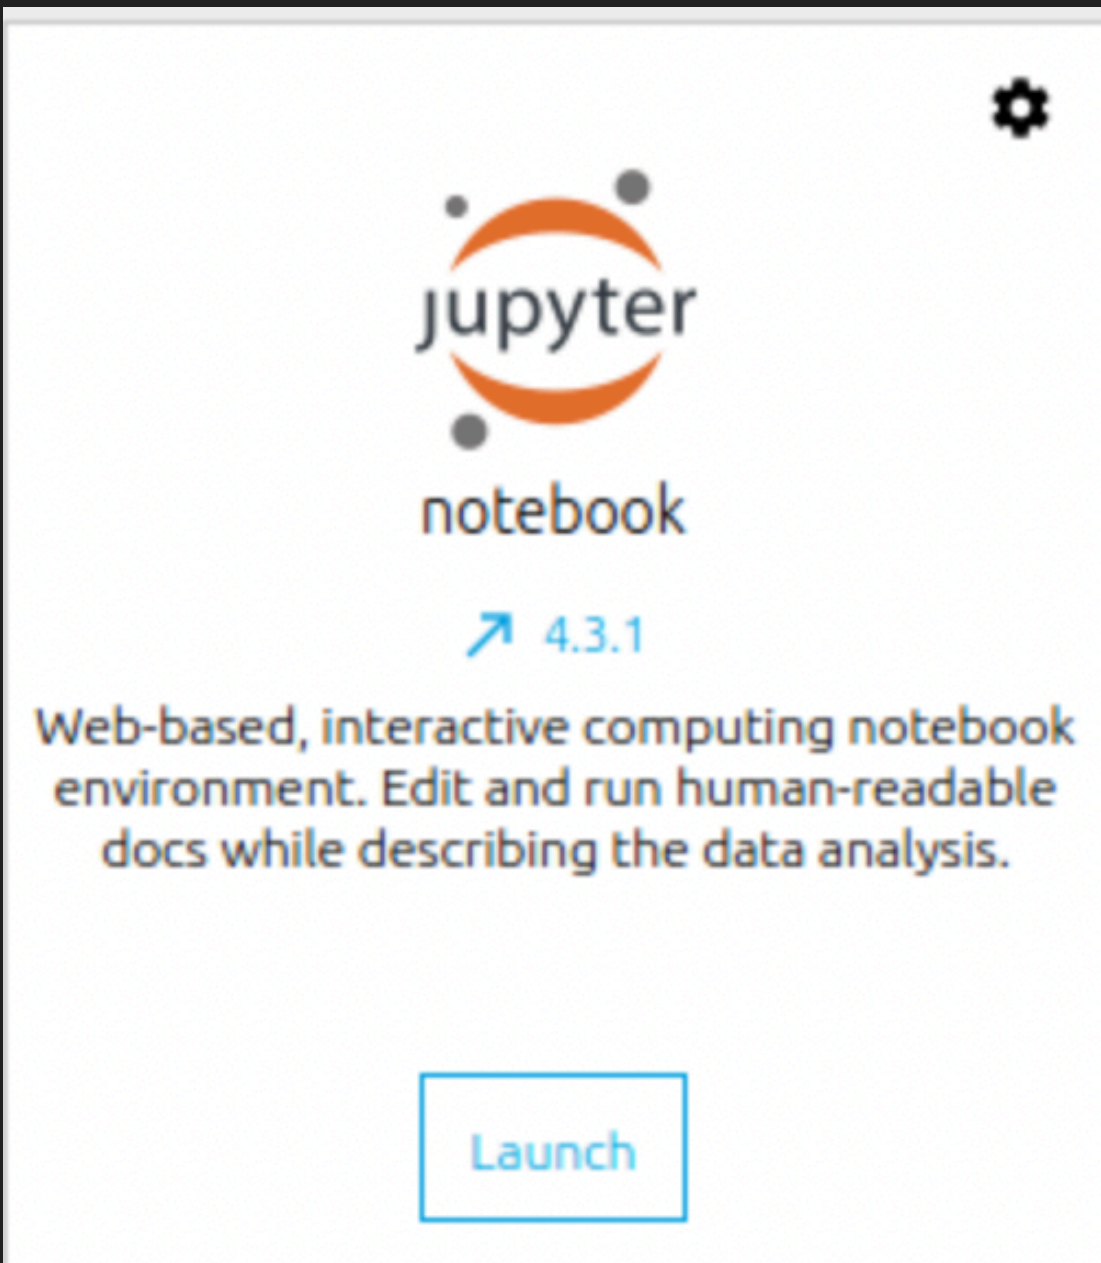 jupyter
notebook
4.3.1
Web-based, interactive computing notebook
environment. Edit and run human-readable
docs while describing the data analysis.
Launch